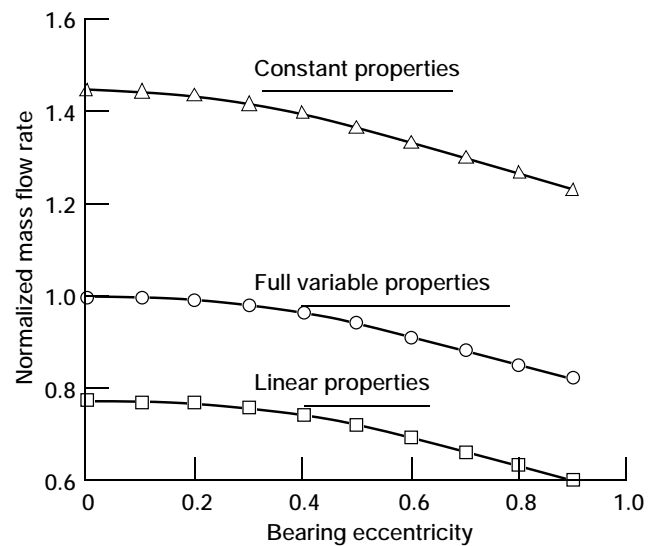 1.6
Constant properties
1.4
1.2
Normalized mass flow rate
Full variable properties
1.0
Linear properties
0.8
0.6
0 0.2 0.4 0.6 0.8 1.0
Bearing eccentricity